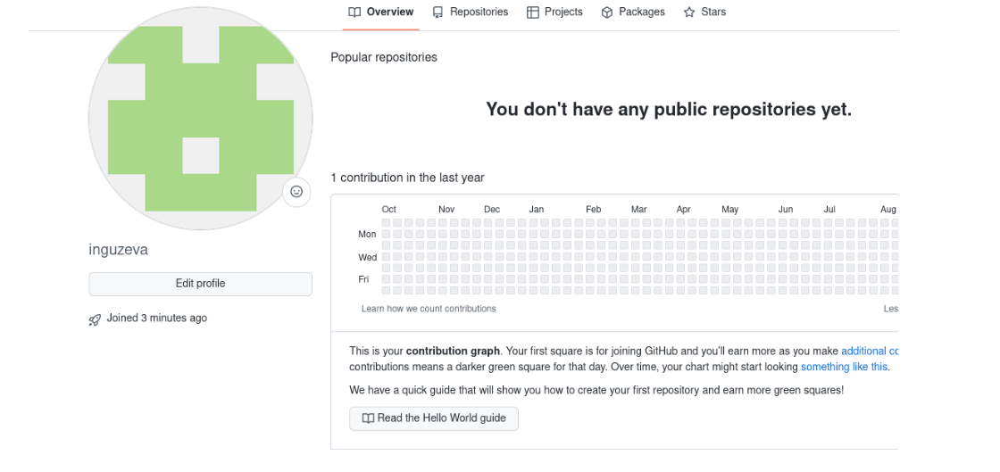 Overview Repositories Projects Packages Stars
Popular repositories
You don't have any public repositories yet.
1 contribution in the last year
Oct Nov Dec Jan Feb Mar Apr May Jun Jul Aug
Mon
Wed
Fri
Learn how we count contributions Les
This is your contribution graph. Your first square is for joining GitHub and you'll earn more as you make additional cc
contributions means a darker green square for that day. Over time, your chart might start looking something like this.
We have a quick guide that will show you how to create your first repository and earn more green squares!
Read the Hello World guide
inguzeva
Edit profile
Joined 3 minutes ago